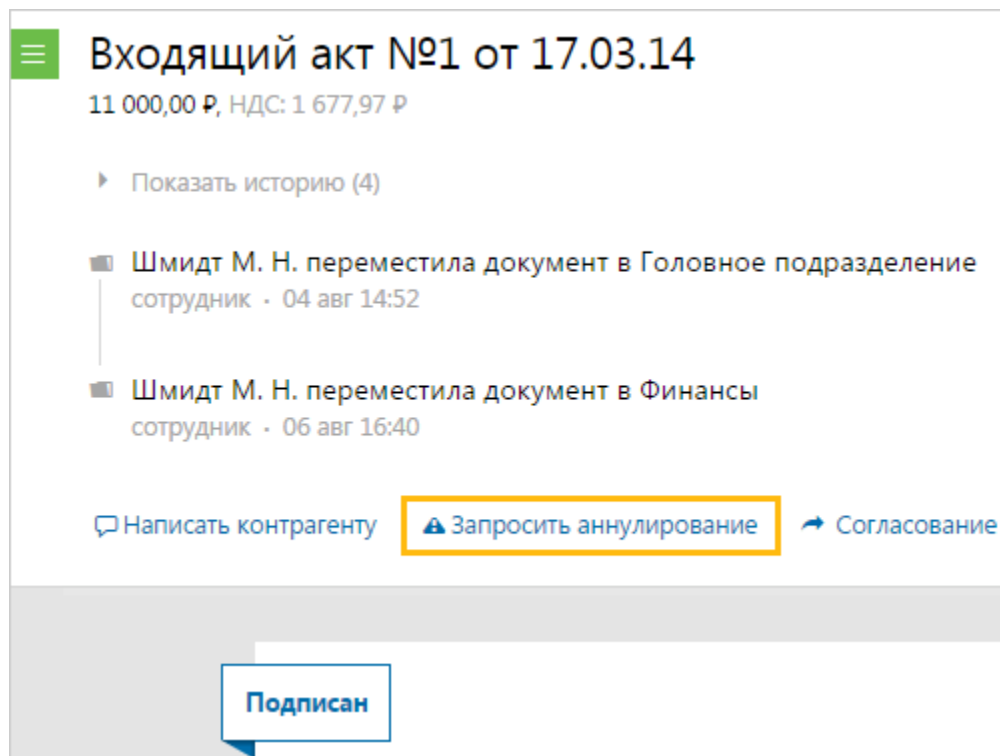 Входящий акт №1 от 17.03.14
11 000,00 ₽, НДС: 1 677,97 ₽
Показать историю (4)
Шмидт М. Н. переместила документ в Головное подразделение
сотрудник · 04 авг 14:52
Шмидт М. Н. переместила документ в Финансы
сотрудник · 06 авг 16:40
Написать контрагенту Запросить аннулирование Согласование
Подписан